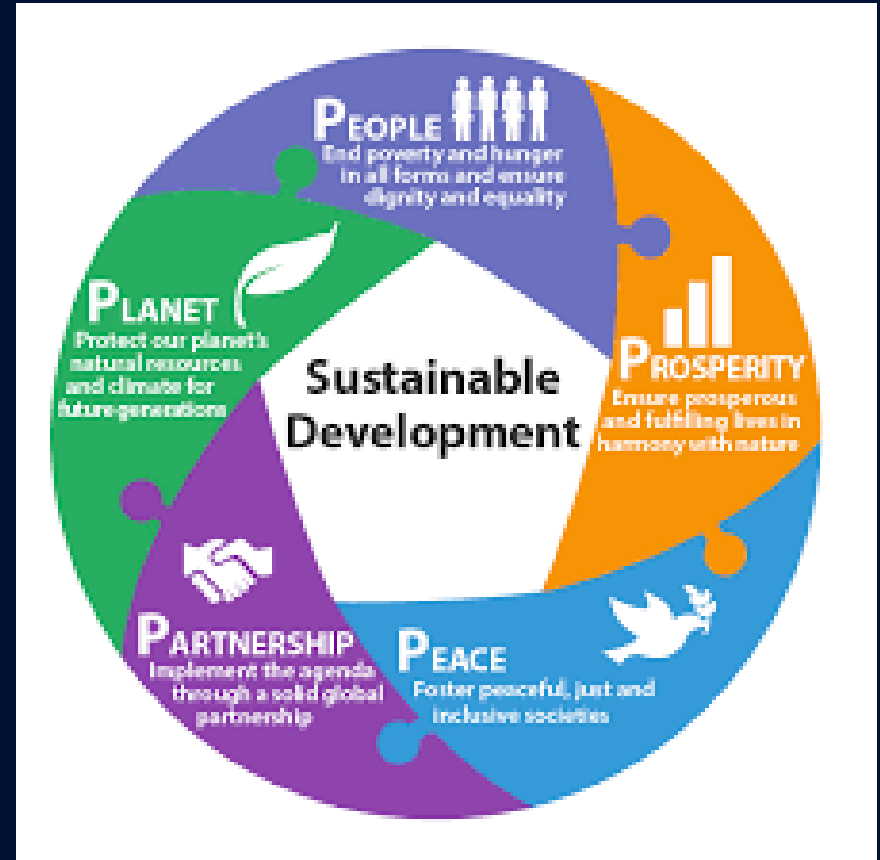 PEOPLE
End poverty and hunger
in all forms and ensure
dignity and equality
PROSPERITY
Ensure prosperous
and fulfilling lives in
harmony with nature
PEACE
Foster peaceful, just and
inclusive societies
PARTNERSHIP
Implement the agenda
through a solid global
partnership
PLANET
Protect our planet's
natural resources
and climate for
future generations
Sustainable
Development